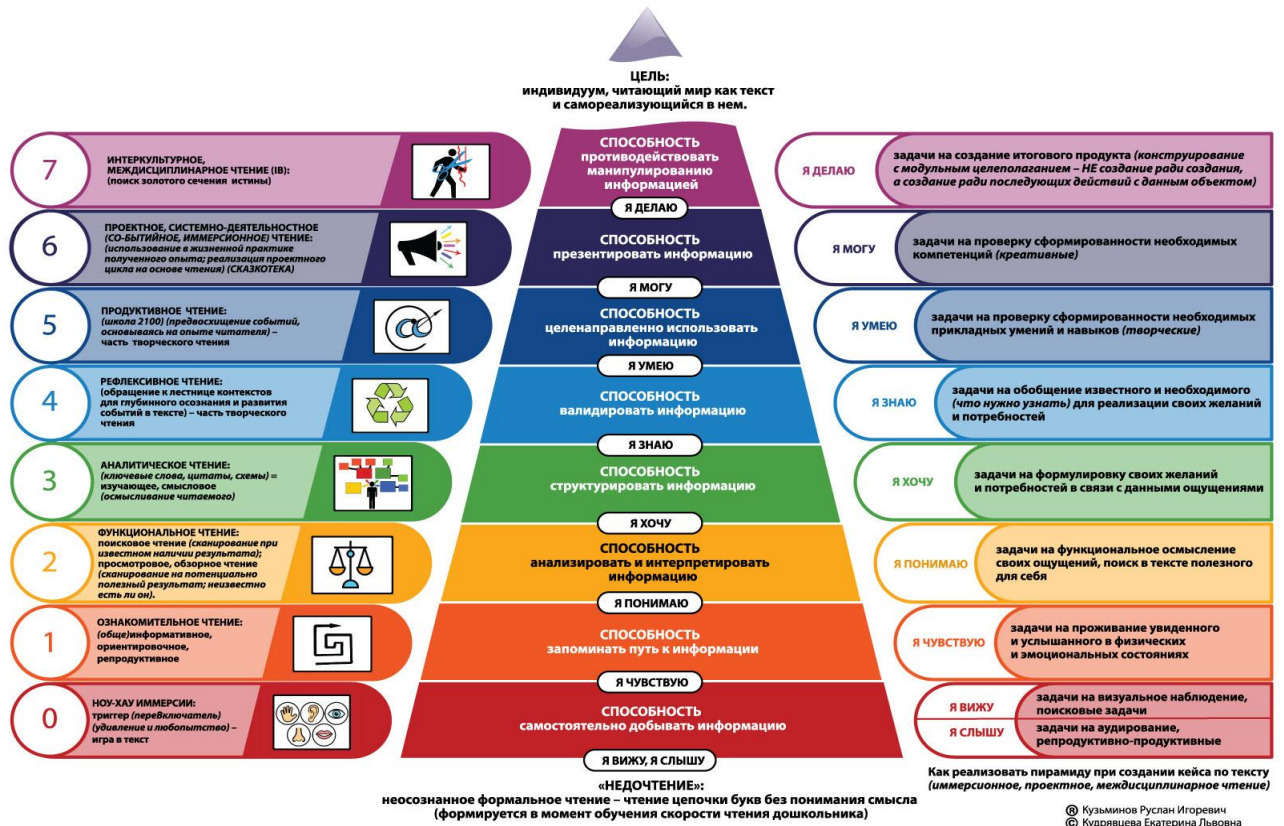 ЦЕЛЬ:
индивидуум, читающий мир как текст
и самореализующийся в нем.
7
ИНТЕРКУЛЬТУРНОЕ,
МЕЖДИСЦИПЛИНАРНОЕ ЧТЕНИЕ (IB):
(поиск золотого сечения истины)
СПОСОБНОСТЬ
противодействовать
манипулированию
информацией
Я ДЕЛАЮ
Я ДЕЛАЮ
задачи на создание итогового продукта (конструирование
с модульным целеполаганием – НЕ создание ради создания,
а создание ради последующих действий с данным объектом)
6
ПРОЕКТНОЕ, СИСТЕМНО-ДЕЯТЕЛЬНОСТНОЕ
(СО-БЫТИЙНОЕ, ИММЕРСИОННОЕ) ЧТЕНИЕ:
(использование в жизненной практике
полученного опыта; реализация проектного
цикла на основе чтения) (СКАЗКОТЕКА)
СПОСОБНОСТЬ
презентировать информацию
Я МОГУ
Я МОГУ
задачи на проверку сформированности необходимых
компетенций (креативные)
5
ПРОДУКТИВНОЕ ЧТЕНИЕ:
(школа 2100) (предвосхищение событий,
основываясь на опыте читателя) –
часть творческого чтения
СПОСОБНОСТЬ
целенаправленно использовать
информацию
Я УМЕЮ
Я УМЕЮ
задачи на проверку сформированности необходимых
прикладных умений и навыков (творческие)
4
РЕФЛЕКСИВНОЕ ЧТЕНИЕ:
(обращение к лестнице контекстов
для глубинного осознания и развития
событий в тексте) – часть творческого
чтения
СПОСОБНОСТЬ
валидировать информацию
Я ЗНАЮ
Я ЗНАЮ
задачи на обобщение известного и необходимого
(что нужно узнать) для реализации своих желаний
и потребностей
3
АНАЛИТИЧЕСКОЕ ЧТЕНИЕ:
(ключевые слова, цитаты, схемы) =
изучающее, смысловое
(осмысливание читаемого)
СПОСОБНОСТЬ
структурировать информацию
Я ХОЧУ
Я ХОЧУ
задачи на формулировку своих желаний
и потребностей в связи с данными ощущениями
2
ФУНКЦИОНАЛЬНОЕ ЧТЕНИЕ:
поисковое чтение (сканирование при
известном наличии результата);
просмотровое, обзорное чтение
(сканирование на потенциально
полезный результат; неизвестно
есть ли он).
СПОСОБНОСТЬ
анализировать и интерпретировать
информацию
Я ПОНИМАЮ
Я ПОНИМАЮ
задачи на функциональное осмысление
своих ощущений, поиск в тексте полезного
для себя
1
ОЗНАКОМИТЕЛЬНОЕ ЧТЕНИЕ:
(обще)информативное,
ориентировочное,
репродуктивное
СПОСОБНОСТЬ
запоминать путь к информации
Я ЧУВСТВУЮ
Я ЧУВСТВУЮ
задачи на проживание увиденного
и услышанного в физических
и эмоциональных состояниях
0
НОУ-ХАУ ИММЕРСИИ:
триггер (переВключатель)
(удивление и любопытство) –
игра в текст
СПОСОБНОСТЬ
самостоятельно добывать информацию
Я ВИЖУ, Я СЛЫШУ
Я ВИЖУ
задачи на визуальное наблюдение,
поисковые задачи
Я СЛЫШУ
задачи на аудирование,
репродуктивно-продуктивные
«НЕДОЧТЕНИЕ»:
неосознанное формальное чтение – чтение цепочки букв без понимания смысла
(формируется в момент обучения скорости чтения дошкольника)
Как реализовать пирамиду при создании кейса по тексту
(иммерсионное, проектное, междисциплинарное чтение)
® Кузьминов Руслан Игоревич
© Кудрявцева Екатерина Львовна